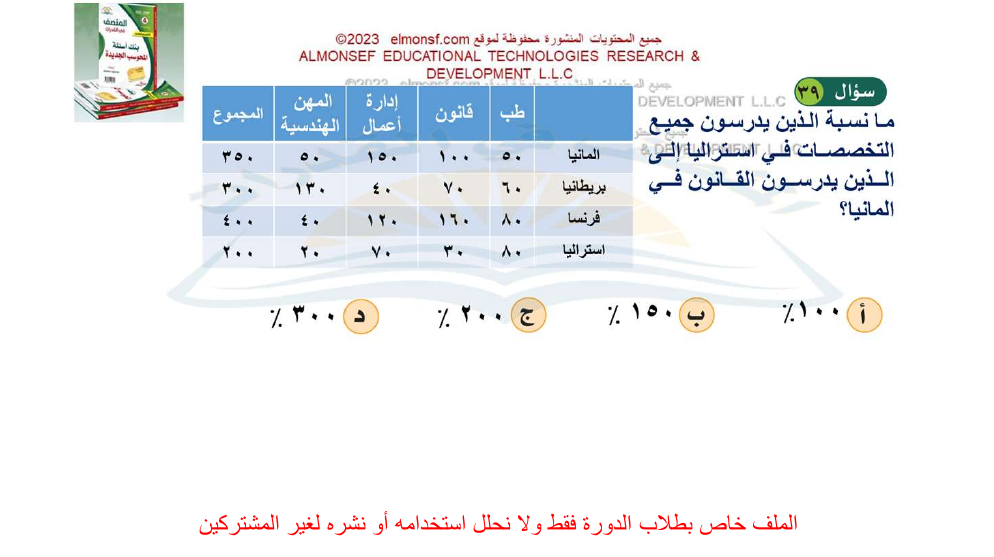 المنصف
في القدرات
بنك أسئلة
المحوسب الجديدة
جميع المحتويات المنشورة محفوظة لموقع elmonsf.com ©2023
ALMONSEF EDUCATIONAL TECHNOLOGIES RESEARCH &
DEVELOPMENT L.L.C
سؤال ٣٩
ما نسبة الذين يدرسون جميع
التخصصات في استراليا إلى
الذين يدرسون القانون في
المانيا؟
طب قانون إدارة أعمال المهن الهندسية المجموع
المانيا ٥٠ ١٠٠ ١٥٠ ٥٠ ٣٥٠
بريطانيا ٦٠ ٧٠ ٤٠ ١٣٠ ٣٠٠
فرنسا ٨٠ ١٦٠ ١٢٠ ٤٠ ٤٠٠
استراليا ٨٠ ٣٠ ٧٠ ٢٠ ٢٠٠
أ ١٠٠٪ ب ١٥٠ ٪ ج ٢٠٠ ٪ د ٣٠٠ ٪
الملف خاص بطلاب الدورة فقط ولا نحلل استخدامه أو نشره لغير المشتركين